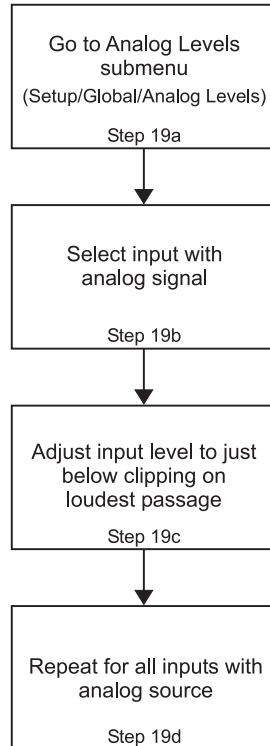 Go to Analog Levels
submenu
(Setup/Global/Analog Levels)
Step 19a
Select input with
analog signal
Step 19b
Adjust input level to just
below clipping on
loudest passage
Step 19c
Repeat for all inputs with
analog source
Step 19d